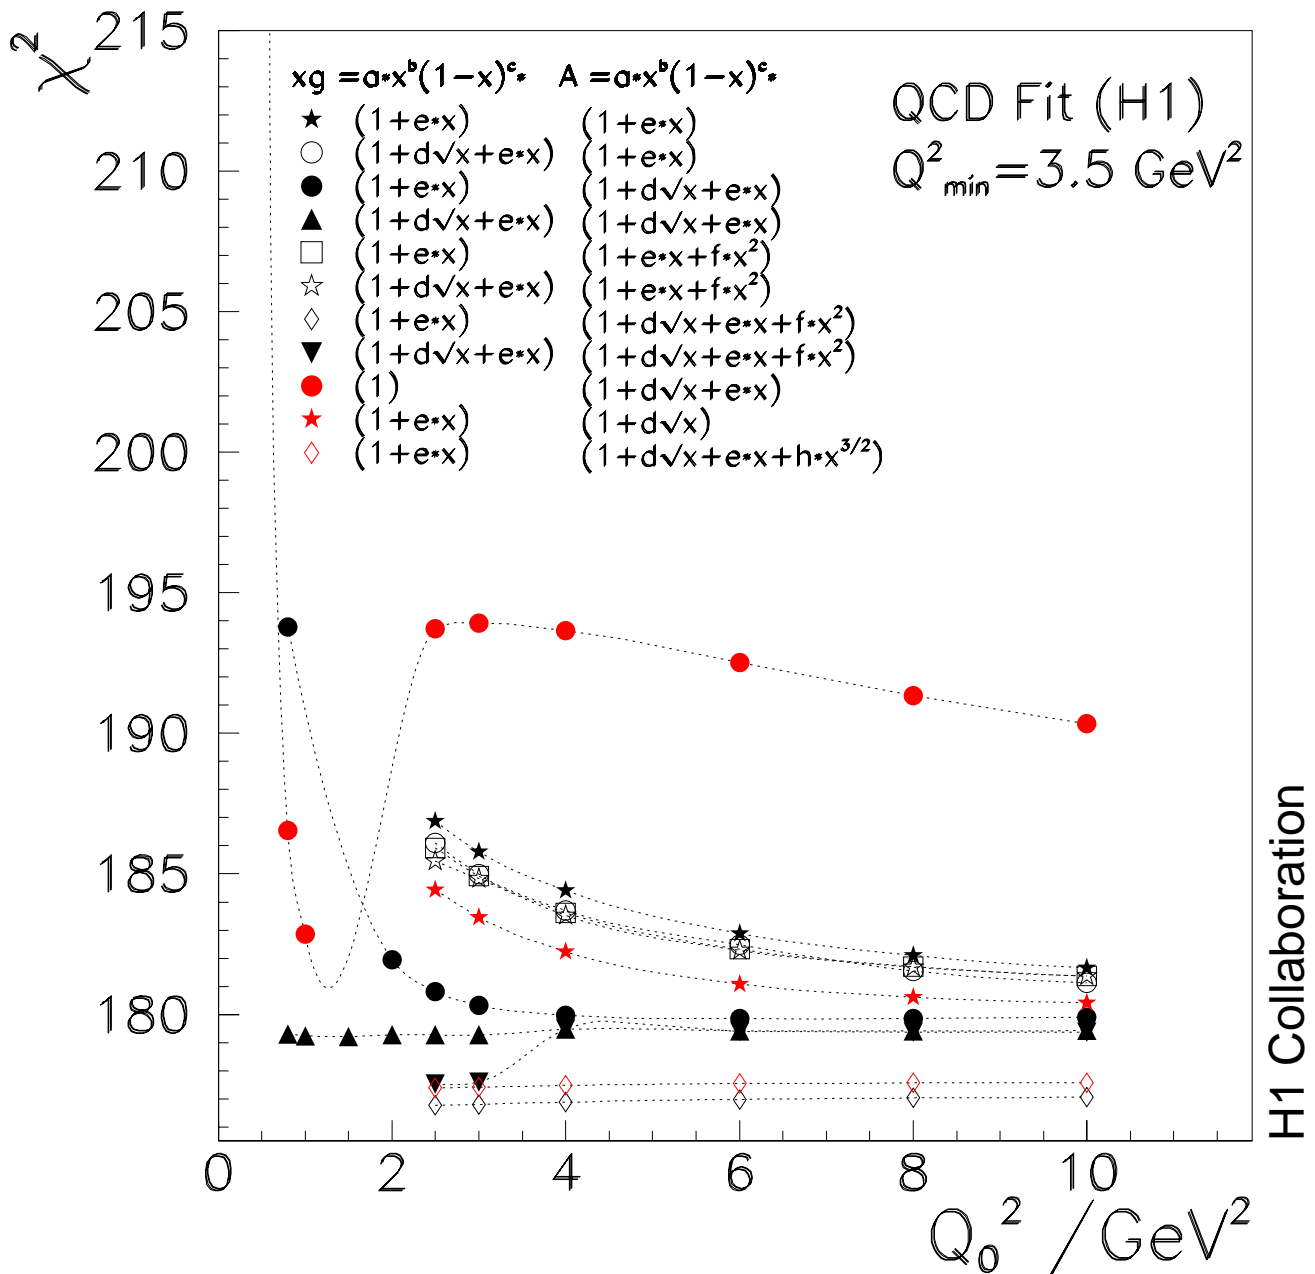 χ²
215
210
205
200
195
190
185
180
xg =a*x^b(1−x)^c* A =a*x^b(1−x)^c*
(1+e*x) (1+e*x)
(1+d√x+e*x) (1+e*x)
(1+e*x) (1+d√x+e*x)
(1+d√x+e*x) (1+d√x+e*x)
(1+e*x) (1+e*x+f*x²)
(1+d√x+e*x) (1+e*x+f*x²)
(1+e*x) (1+d√x+e*x+f*x²)
(1+d√x+e*x) (1+d√x+e*x+f*x²)
(1) (1+d√x+e*x)
(1+e*x) (1+d√x)
(1+e*x) (1+d√x+e*x+h*x^3/2)
QCD Fit (H1)
Q²min=3.5 GeV²
0 2 4 6 8 10
Q₀² /GeV²
H1 Collaboration